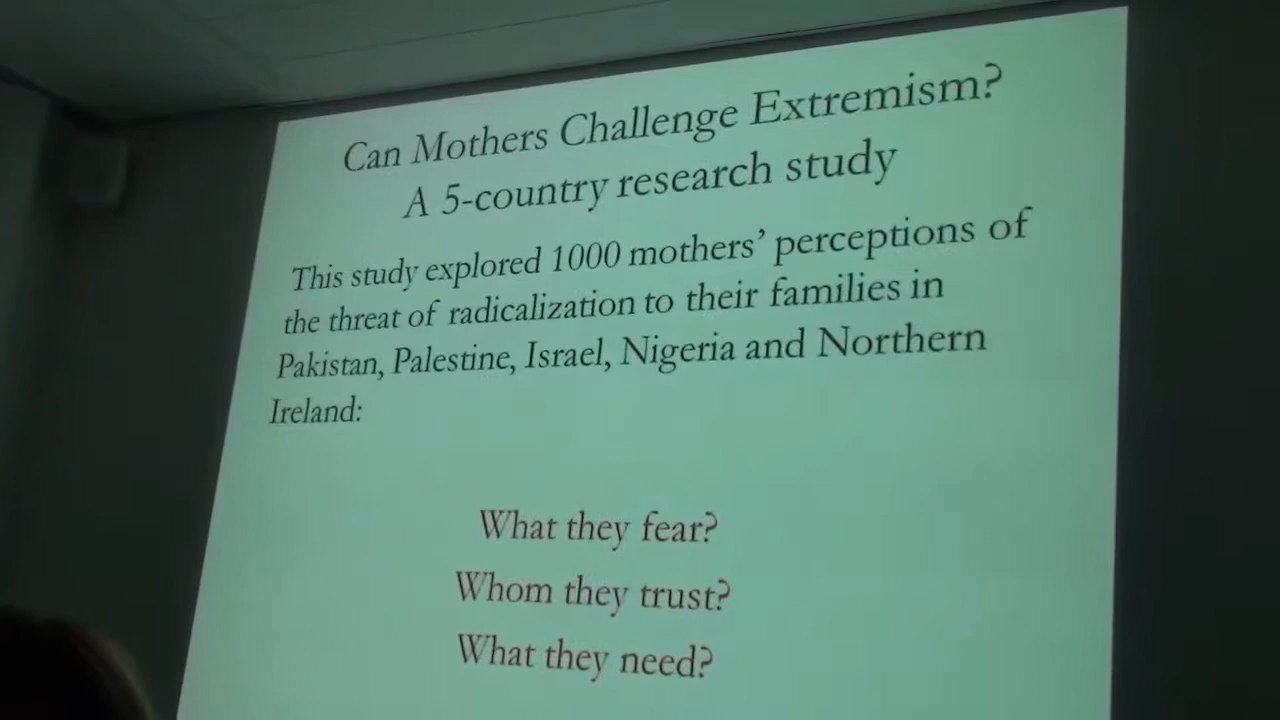 Can Mothers Challenge Extremism?
A 5-country research study
This study explored 1000 mothers’ perceptions of
the threat of radicalization to their families in
Pakistan, Palestine, Israel, Nigeria and Northern
Ireland:
What they fear?
Whom they trust?
What they need?